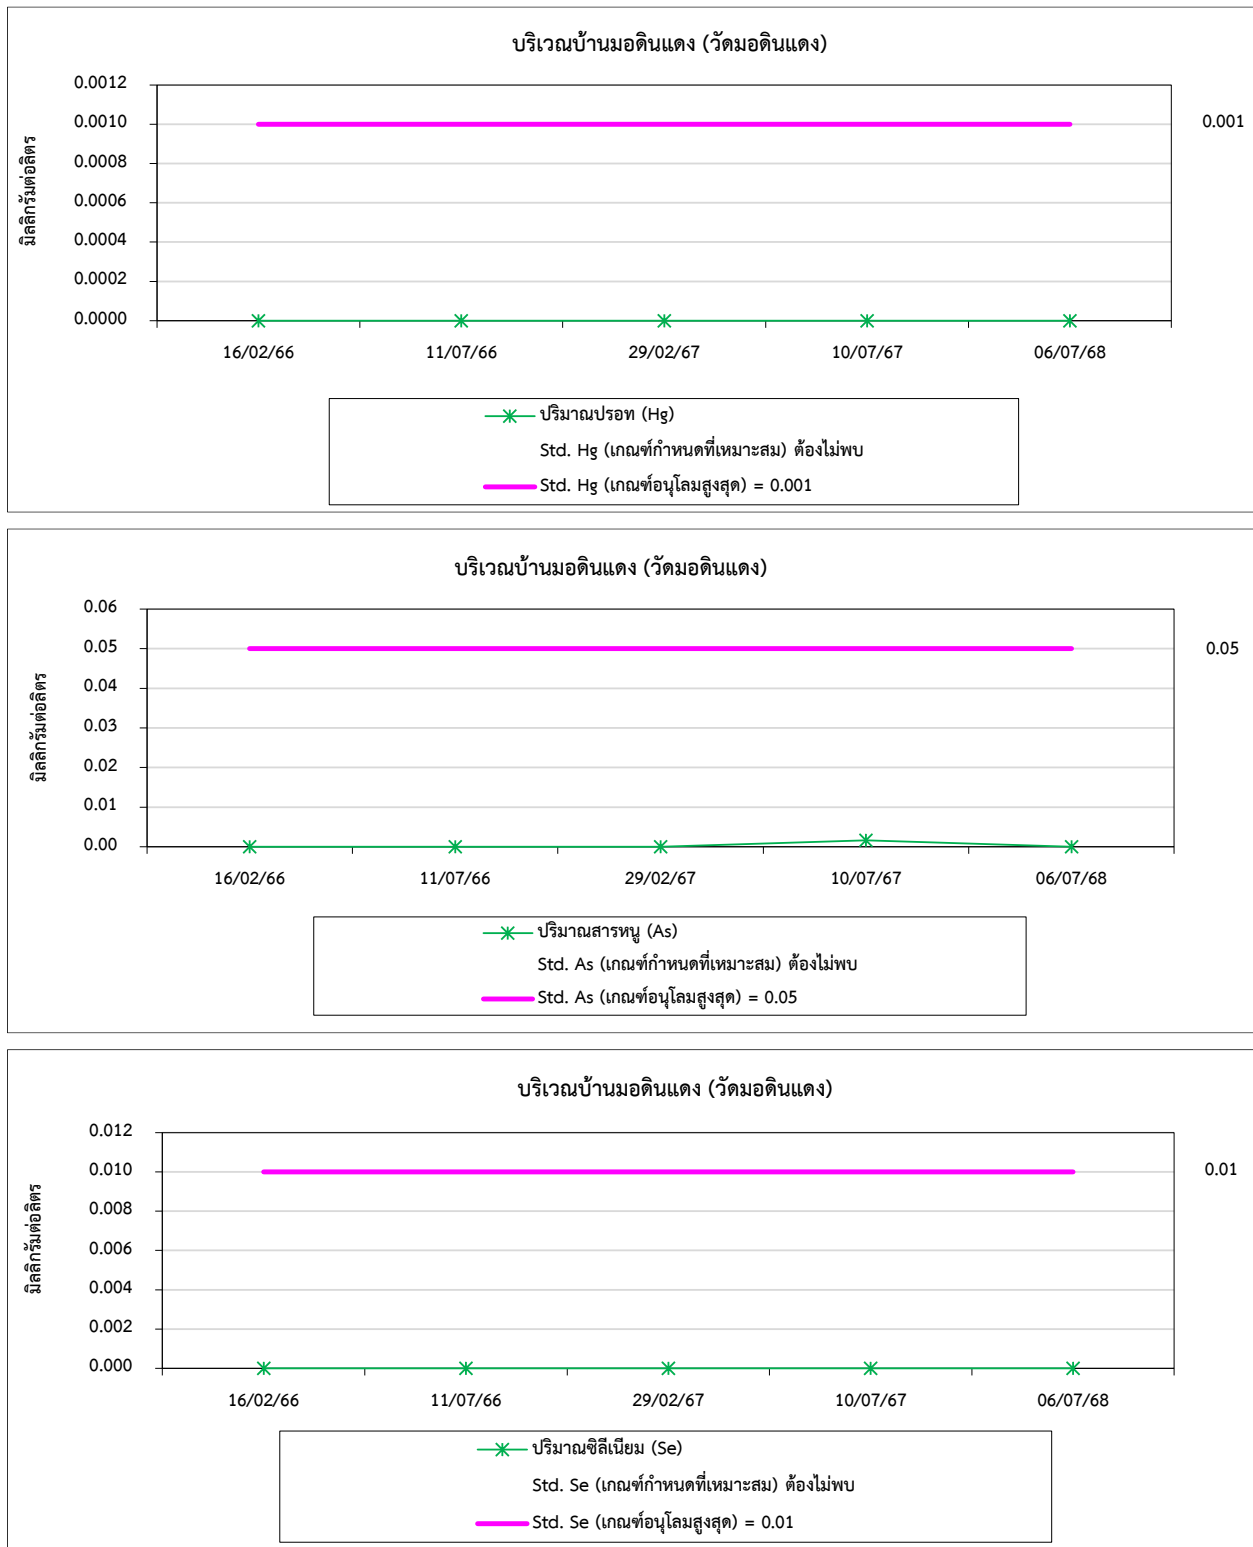 บริเวณบ้านมอดินแดง (วัดมอดินแดง)
0.0012
0.0010
0.001
0.0008
0.0006
0.0004
0.0002
0.0000
มิลลิกรัมต่อลิตร
16/02/66 11/07/66 29/02/67 10/07/67 06/07/68
ปริมาณปรอท (Hg)
Std. Hg (เกณฑ์กำหนดที่เหมาะสม) ต้องไม่พบ
Std. Hg (เกณฑ์อนุโลมสูงสุด) = 0.001
บริเวณบ้านมอดินแดง (วัดมอดินแดง)
0.06
0.05
0.05
0.04
0.03
0.02
0.01
0.00
มิลลิกรัมต่อลิตร
16/02/66 11/07/66 29/02/67 10/07/67 06/07/68
ปริมาณสารหนู (As)
Std. As (เกณฑ์กำหนดที่เหมาะสม) ต้องไม่พบ
Std. As (เกณฑ์อนุโลมสูงสุด) = 0.05
บริเวณบ้านมอดินแดง (วัดมอดินแดง)
0.012
0.010
0.01
0.008
0.006
0.004
0.002
0.000
มิลลิกรัมต่อลิตร
16/02/66 11/07/66 29/02/67 10/07/67 06/07/68
ปริมาณซิลีเนียม (Se)
Std. Se (เกณฑ์กำหนดที่เหมาะสม) ต้องไม่พบ
Std. Se (เกณฑ์อนุโลมสูงสุด) = 0.01